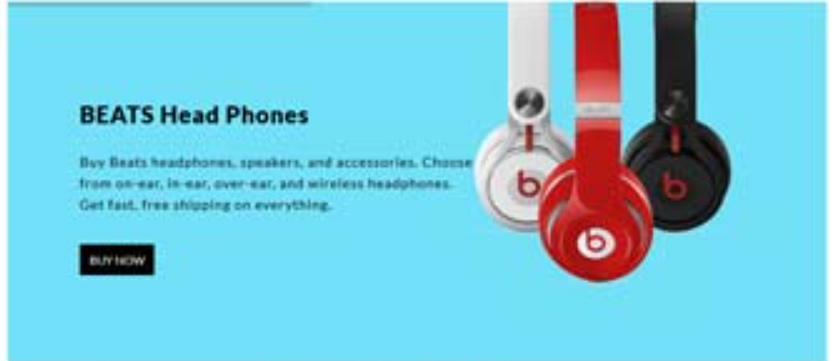 BEATS Head Phones
Buy Beats headphones, speakers, and accessories. Choose
from on-ear, in-ear, over-ear, and wireless headphones.
Get fast, free shipping on everything.
BUY NOW
b
b
b